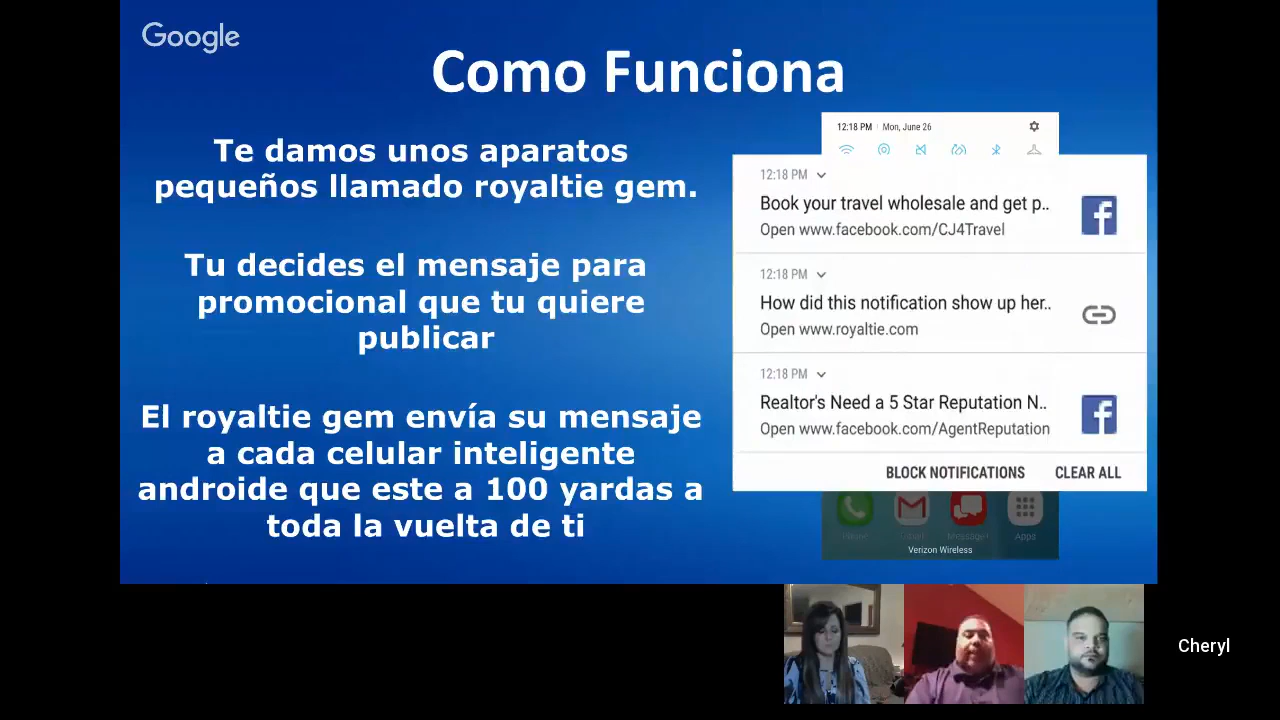 Google
Como Funciona
Te damos unos aparatos
pequeños llamado royaltie gem.
Tu decides el mensaje para
promocional que tu quiere
publicar
El royaltie gem envía su mensaje
a cada celular inteligente
androide que este a 100 yardas a
toda la vuelta de ti
12:18 PM Mon, June 26
12:18 PM
Book your travel wholesale and get p..
Open www.facebook.com/CJ4Travel
12:18 PM
How did this notification show up her..
Open www.royaltie.com
12:18 PM
Realtor's Need a 5 Star Reputation N..
Open www.facebook.com/AgentReputation
BLOCK NOTIFICATIONS CLEAR ALL
Apps
Verizon Wireless
Cheryl